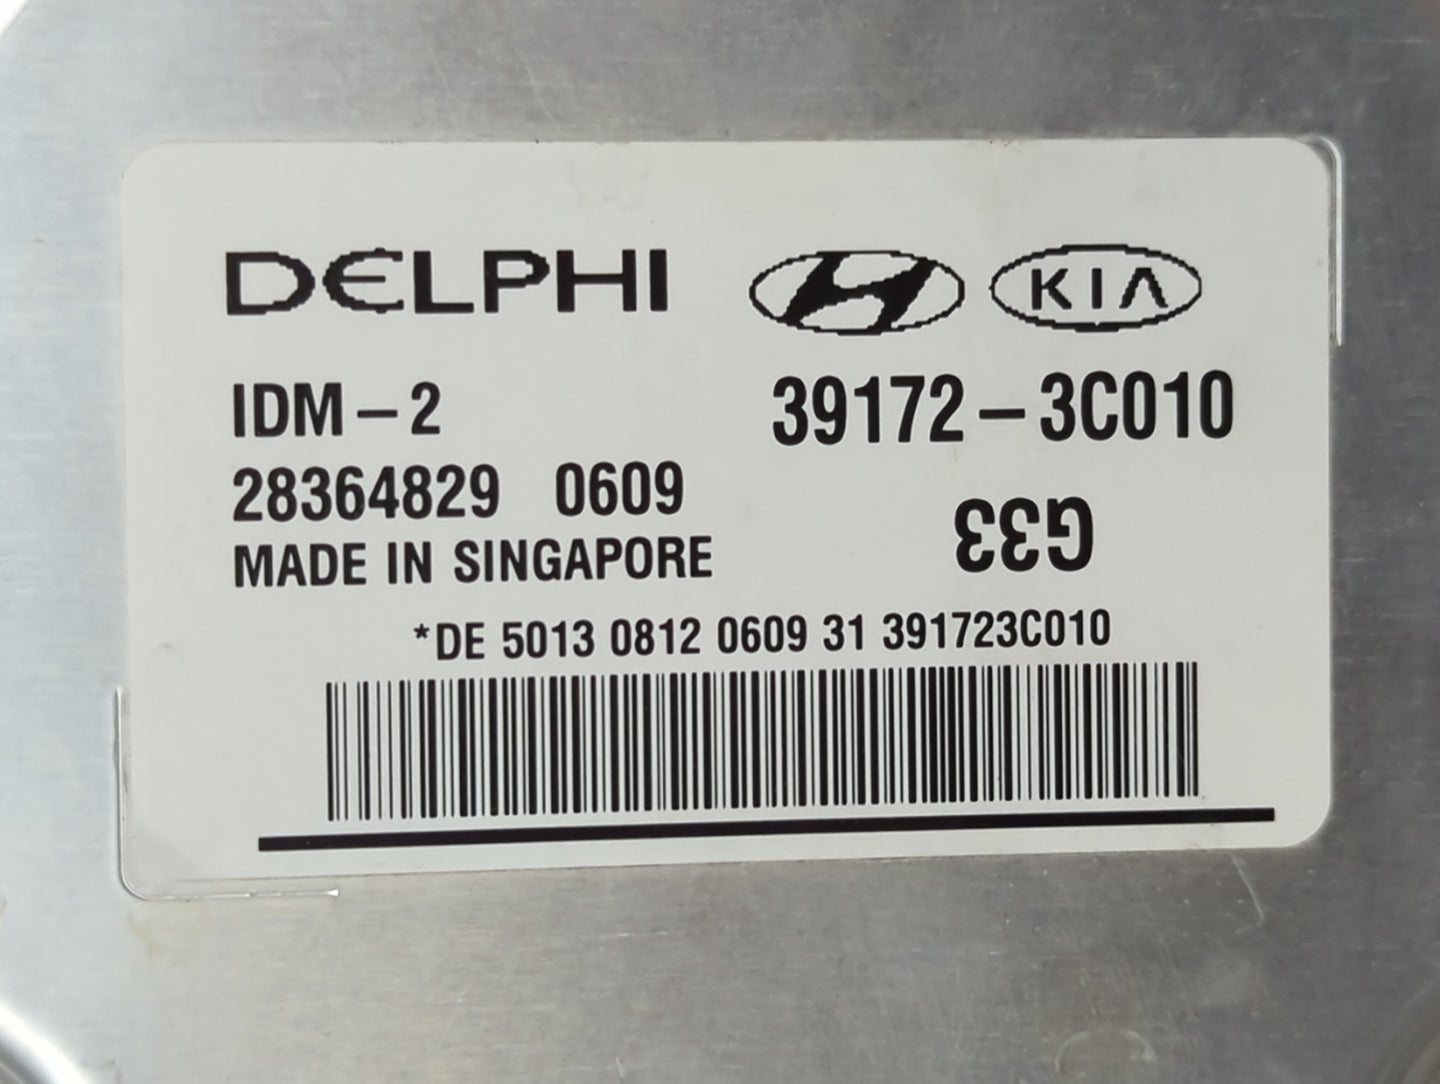 DELPHI
KIA
IDM-2
39172-3C010
28364829 0609
MADE IN SINGAPORE
G33
*DE 5013 0812 0609 31 391723C010